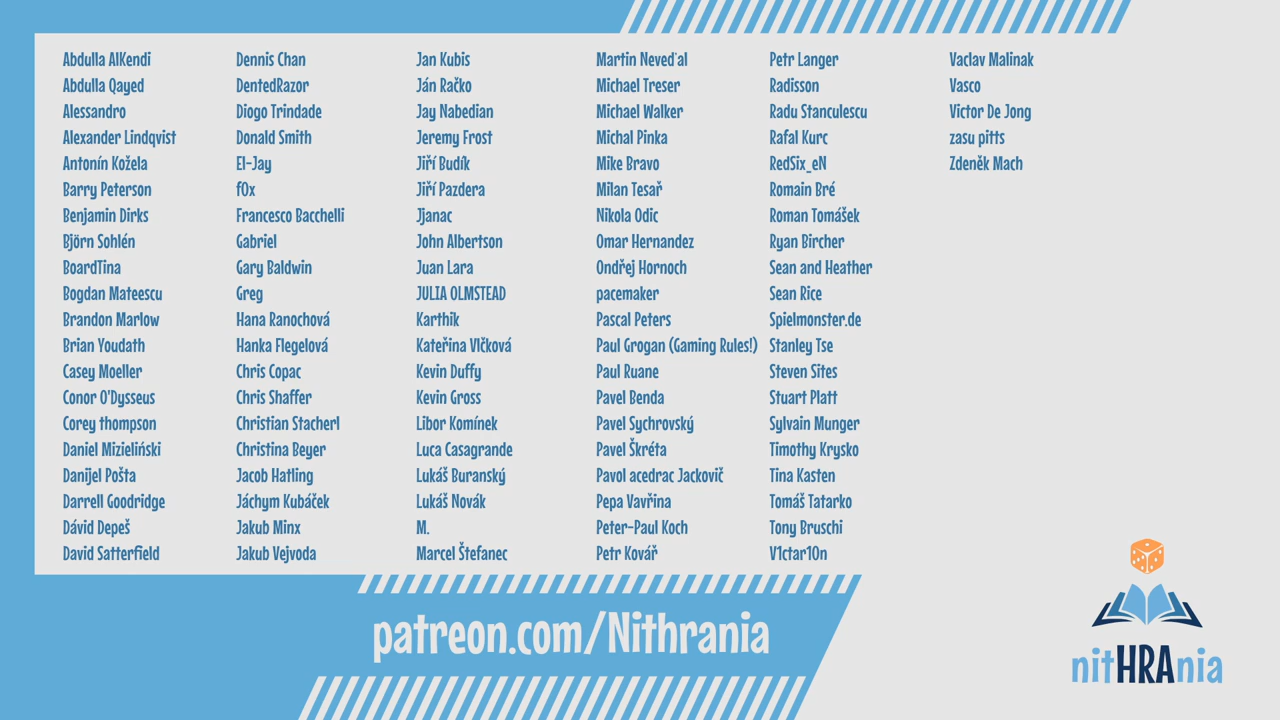 Abdulla AlKendi
Abdulla Qayed
Alessandro
Alexander Lindqvist
Antonín Kožela
Barry Peterson
Benjamin Dirks
Björn Sohlén
BoardTina
Bogdan Mateescu
Brandon Marlow
Brian Youdath
Casey Moeller
Conor O'Dysseus
Corey thompson
Daniel Mizieliński
Danijel Pošta
Darrell Goodridge
Dávid Depeš
David Satterfield
Dennis Chan
DentedRazor
Diogo Trindade
Donald Smith
El-Jay
f0x
Francesco Bacchelli
Gabriel
Gary Baldwin
Greg
Hana Ranochová
Hanka Flegelová
Chris Copac
Chris Shaffer
Christian Stacherl
Christina Beyer
Jacob Hatling
Jáchym Kubáček
Jakub Minx
Jakub Vejvoda
Jan Kubis
Ján Račko
Jay Nabedian
Jeremy Frost
Jiří Budík
Jiří Pazdera
Jjanac
John Albertson
Juan Lara
JULIA OLMSTEAD
Karthik
Kateřina Vlčková
Kevin Duffy
Kevin Gross
Libor Komínek
Luca Casagrande
Lukáš Buranský
Lukáš Novák
M.
Marcel Štefanec
Martin Neveďal
Michael Treser
Michael Walker
Michal Pinka
Mike Bravo
Milan Tesař
Nikola Odic
Omar Hernandez
Ondřej Hornoch
pacemaker
Pascal Peters
Paul Grogan (Gaming Rules!)
Paul Ruane
Pavel Benda
Pavel Sychrovský
Pavel Škréta
Pavol acedrac Jackovič
Pepa Vavřina
Peter-Paul Koch
Petr Kovář
Petr Langer
Radisson
Radu Stanculescu
Rafal Kurc
RedSix_eN
Romain Bré
Roman Tomášek
Ryan Bircher
Sean and Heather
Sean Rice
Spielmonster.de
Stanley Tse
Steven Sites
Stuart Platt
Sylvain Munger
Timothy Krysko
Tina Kasten
Tomáš Tatarko
Tony Bruschi
V1ctar10n
Vaclav Malinak
Vasco
Victor De Jong
zasu pitts
Zdeněk Mach
patreon.com/Nithrania
nitHRAnia